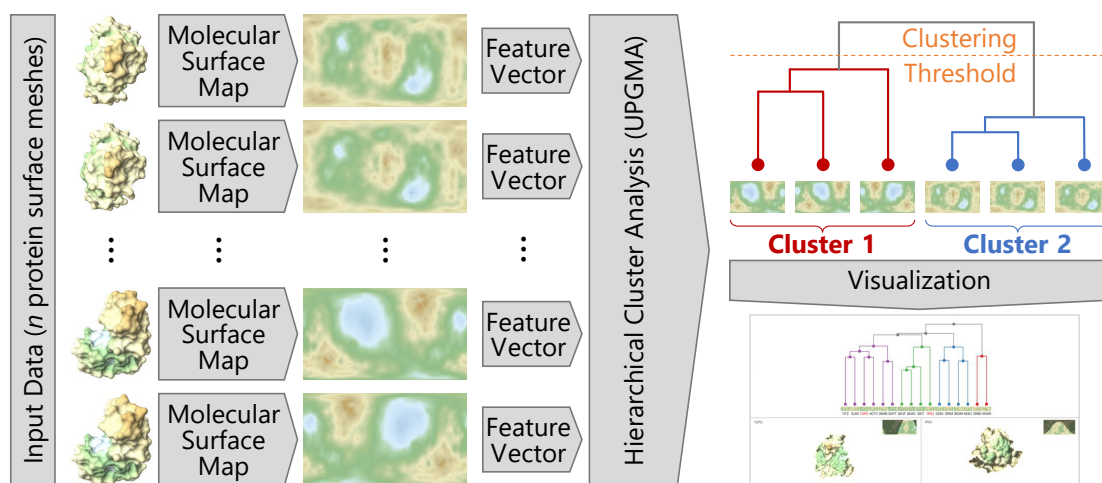 Input Data (n protein surface meshes)
Molecular
Surface
Map
Feature
Vector
Molecular
Surface
Map
Feature
Vector
Molecular
Surface
Map
Feature
Vector
Molecular
Surface
Map
Feature
Vector
Hierarchical Cluster Analysis (UPGMA)
Clustering
Threshold
Cluster 1
Cluster 2
Visualization